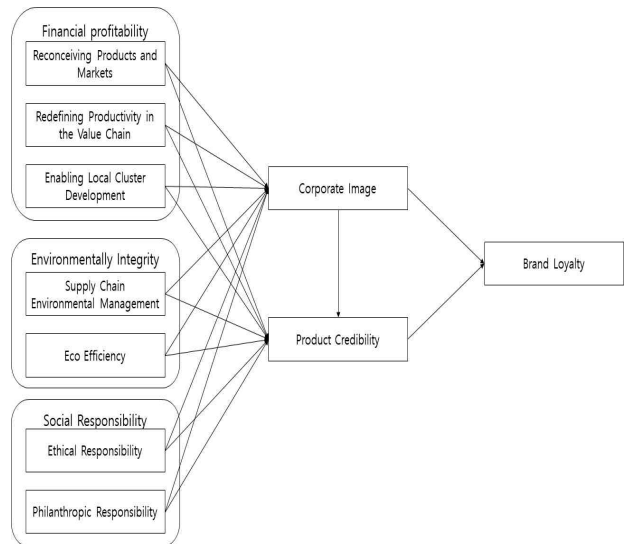 Financial profitability
Reconceiving Products and
Markets
Redefining Productivity in
the Value Chain
Enabling Local Cluster
Development
Environmentally Integrity
Supply Chain
Environmental Management
Eco Efficiency
Social Responsibility
Ethical Responsibility
Philanthropic Responsibility
Corporate Image
Product Credibility
Brand Loyalty